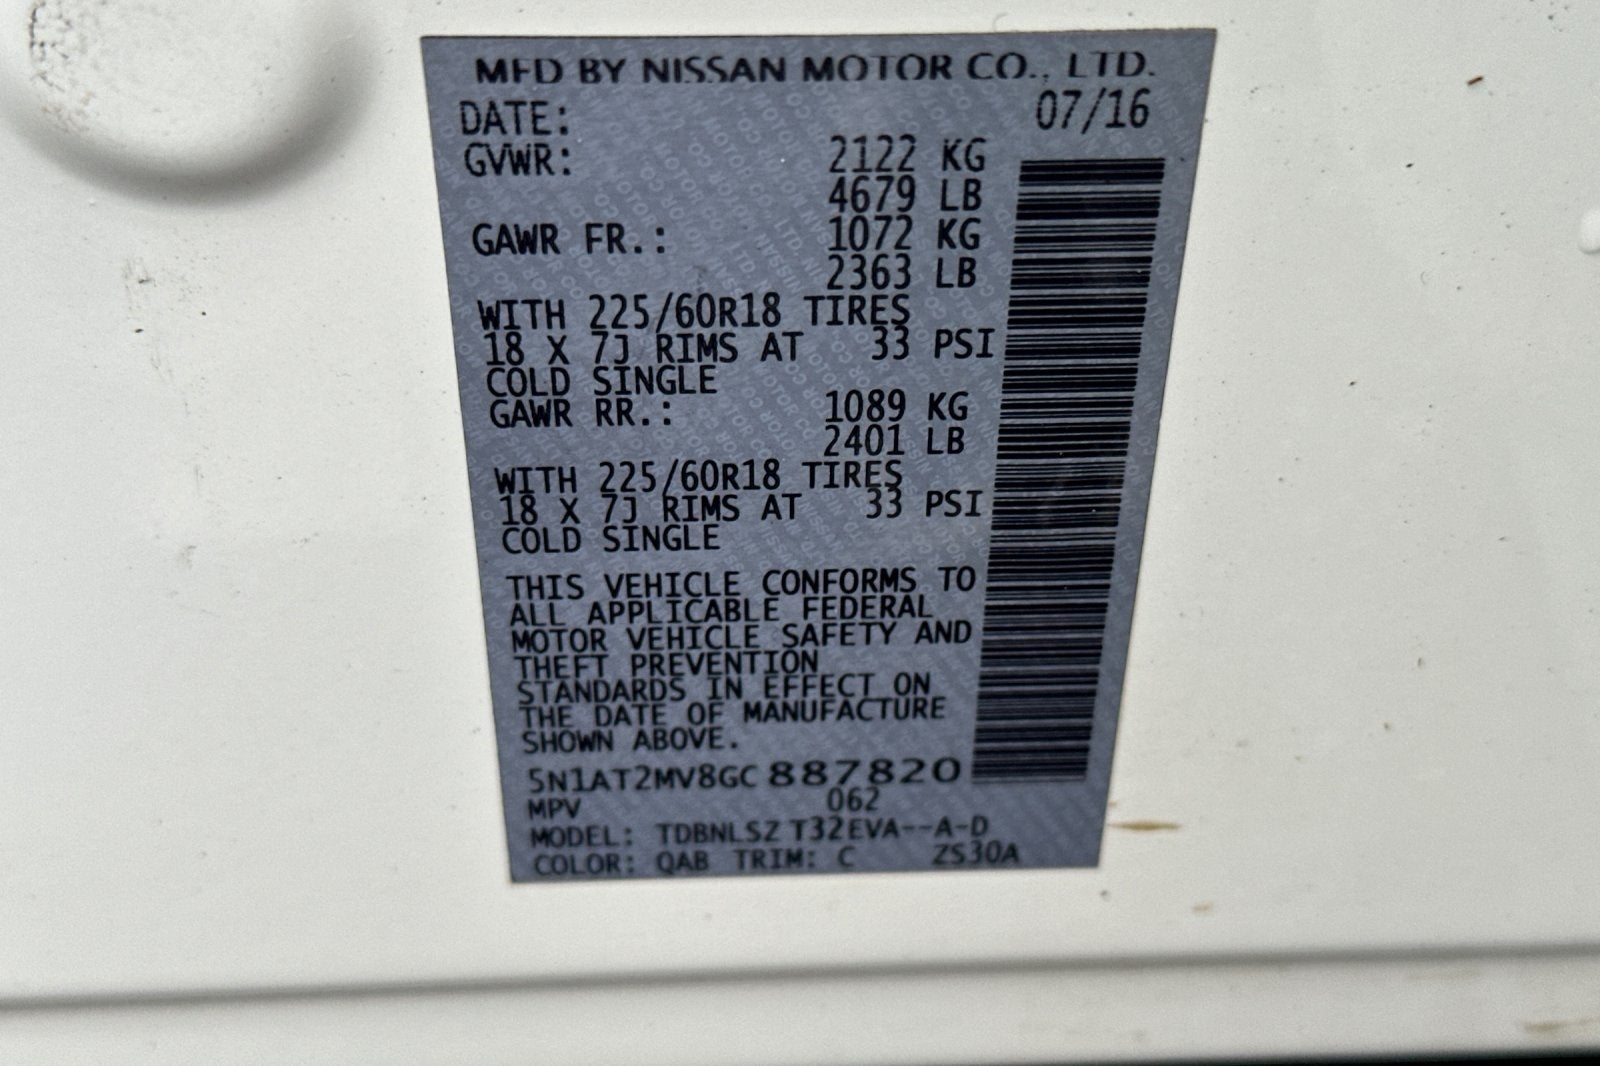 MFD BY NISSAN MOTOR CO., LTD.
DATE: 07/16
GVWR: 2122 KG
4679 LB
GAWR FR.: 1072 KG
2363 LB
WITH 225/60R18 TIRES
18 X 7J RIMS AT 33 PSI
COLD SINGLE
GAWR RR.: 1089 KG
2401 LB
WITH 225/60R18 TIRES
18 X 7J RIMS AT 33 PSI
COLD SINGLE
THIS VEHICLE CONFORMS TO
ALL APPLICABLE FEDERAL
MOTOR VEHICLE SAFETY AND
THEFT PREVENTION
STANDARDS IN EFFECT ON
THE DATE OF MANUFACTURE
SHOWN ABOVE.
5N1AT2MV8GC887820
MPV 062
MODEL: TDBNLSZ T32EVA--A-D
COLOR: QAB TRIM: C ZS30A